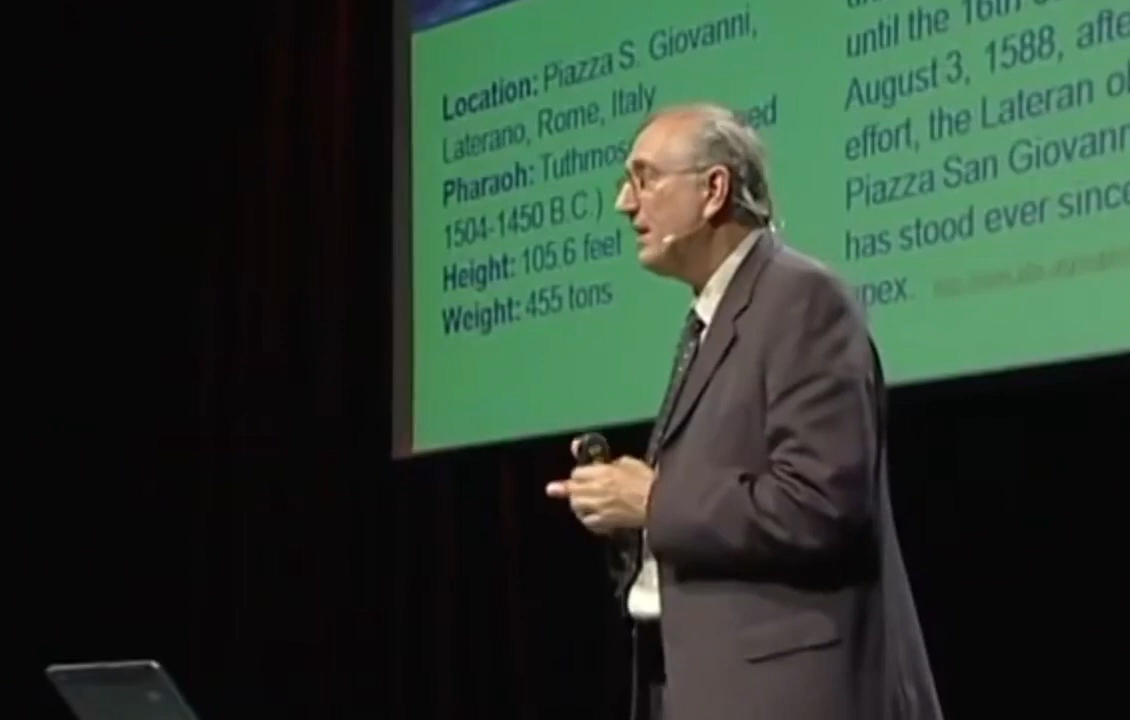 Location: Piazza S. Giovanni,
Laterano, Rome, Italy
Pharaoh: Tuthmos
1504-1450 B.C.)
Height: 105.6 feet
Weight: 455 tons
until the 16th
August 3, 1588, afte
effort, the Lateran
Piazza San Giovann
has stood ever since
pex.